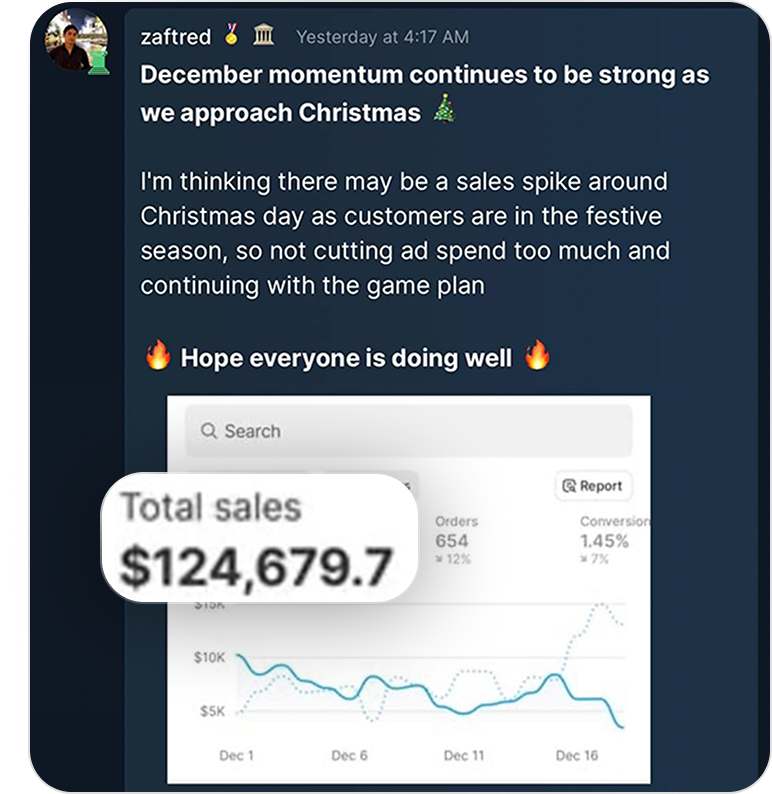 zaftred 🏅 🏛️ Yesterday at 4:17 AM
December momentum continues to be strong as
we approach Christmas 🎄
I'm thinking there may be a sales spike around
Christmas day as customers are in the festive
season, so not cutting ad spend too much and
continuing with the game plan
🔥 Hope everyone is doing well 🔥
Search
Report
Total sales
$124,679.7
Orders
654
↘ 12%
Conversion
1.45%
↘ 7%
$15K
$10K
$5K
Dec 1 Dec 6 Dec 11 Dec 16